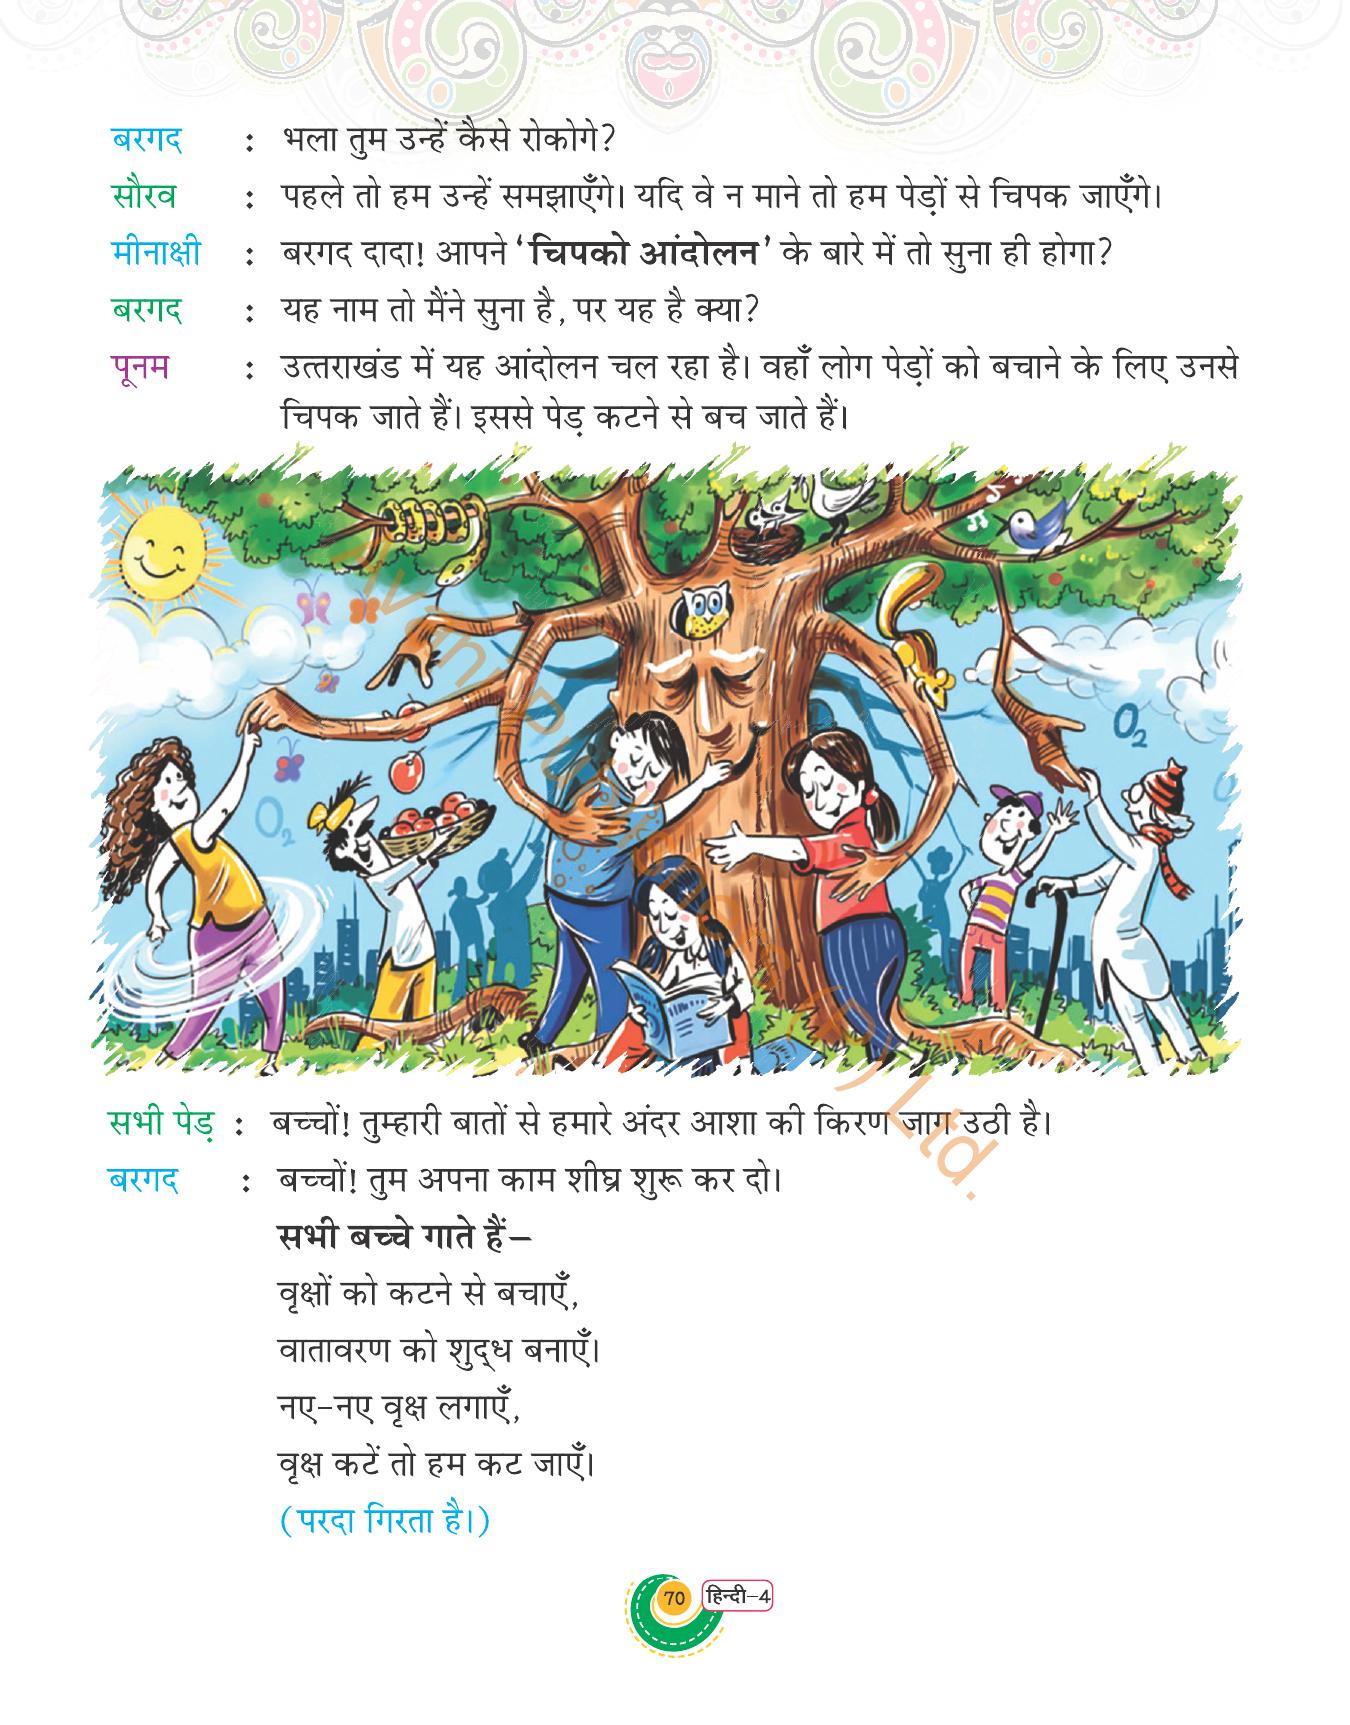 बरगद : भला तुम उन्हें कैसे रोकोगे?
सौरव : पहले तो हम उन्हें समझाएँगे। यदि वे न माने तो हम पेड़ों से चिपक जाएँगे।
मीनाक्षी : बरगद दादा! आपने ‘चिपको आंदोलन’ के बारे में तो सुना ही होगा?
बरगद : यह नाम तो मैंने सुना है, पर यह है क्या?
पूनम : उत्तराखंड में यह आंदोलन चल रहा है। वहाँ लोग पेड़ों को बचाने के लिए उनसे
चिपक जाते हैं। इससे पेड़ कटने से बच जाते हैं।
O2
O2
Ltd.
सभी पेड़ : बच्चों! तुम्हारी बातों से हमारे अंदर आशा की किरण जाग उठी है।
बरगद : बच्चों! तुम अपना काम शीघ्र शुरू कर दो।
सभी बच्चे गाते हैं–
वृक्षों को कटने से बचाएँ,
वातावरण को शुद्ध बनाएँ।
नए-नए वृक्ष लगाएँ,
वृक्ष कटें तो हम कट जाएँ।
(परदा गिरता है।)
70 हिन्दी-4